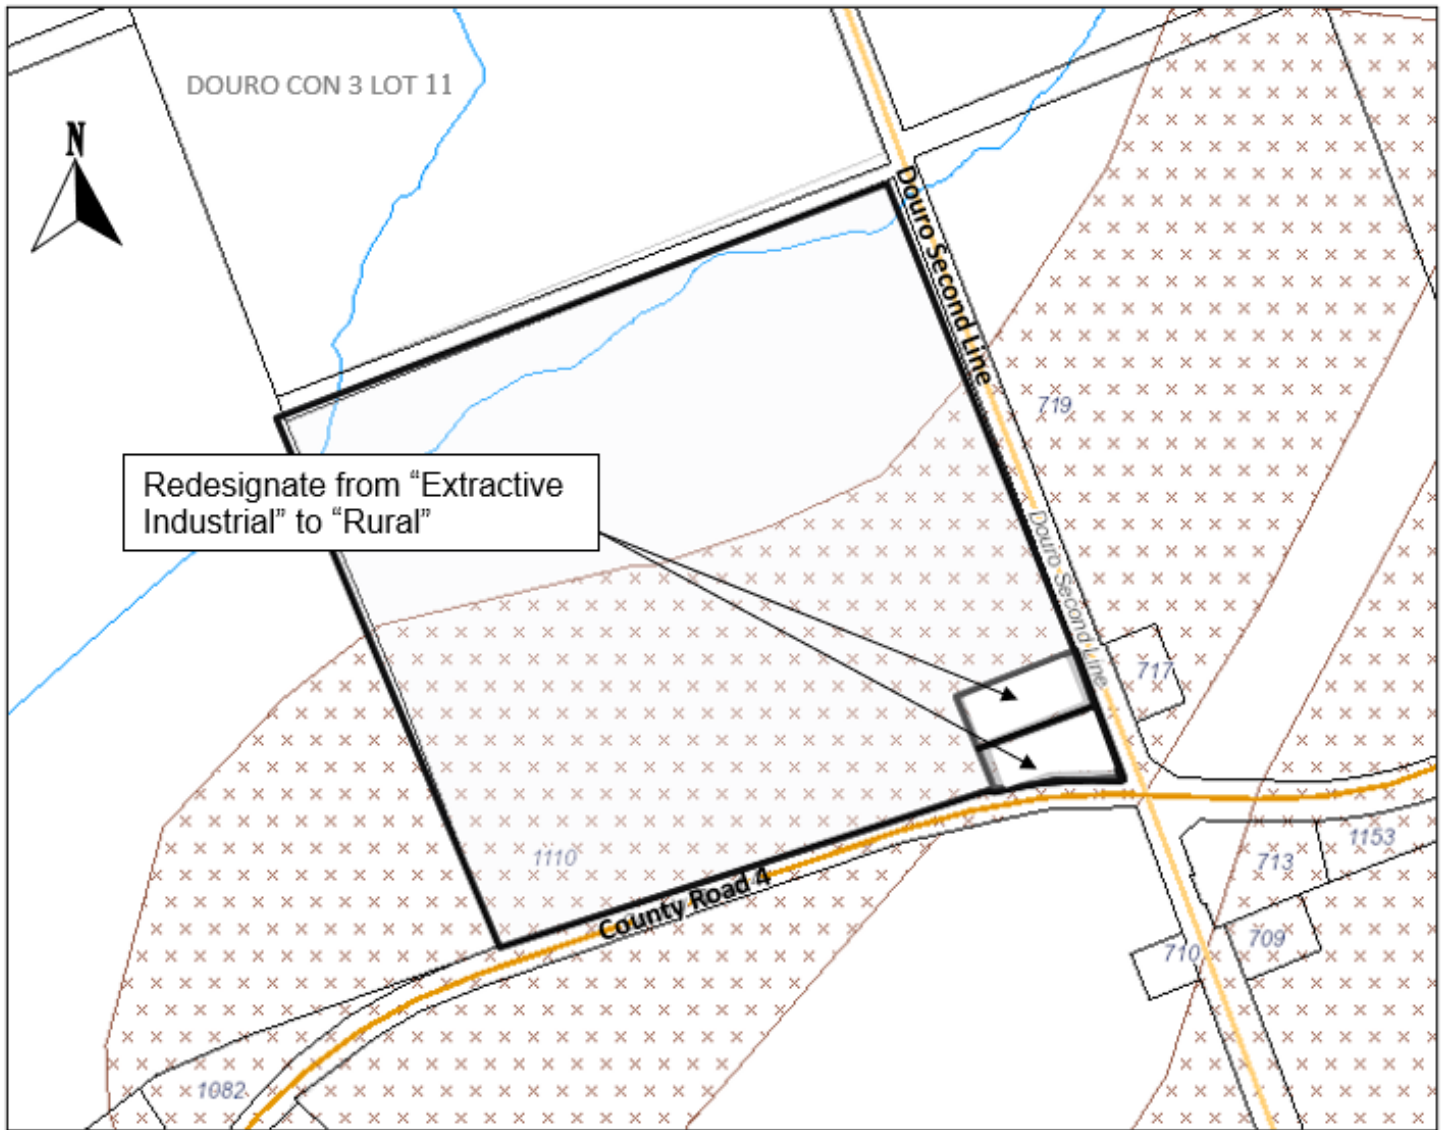 DOURO CON 3 LOT 11
N
Douro Second Line
719
Redesignate from “Extractive
Industrial” to “Rural”
Douro Second Line
717
1110
County Road 4
713
1153
710
709
1082